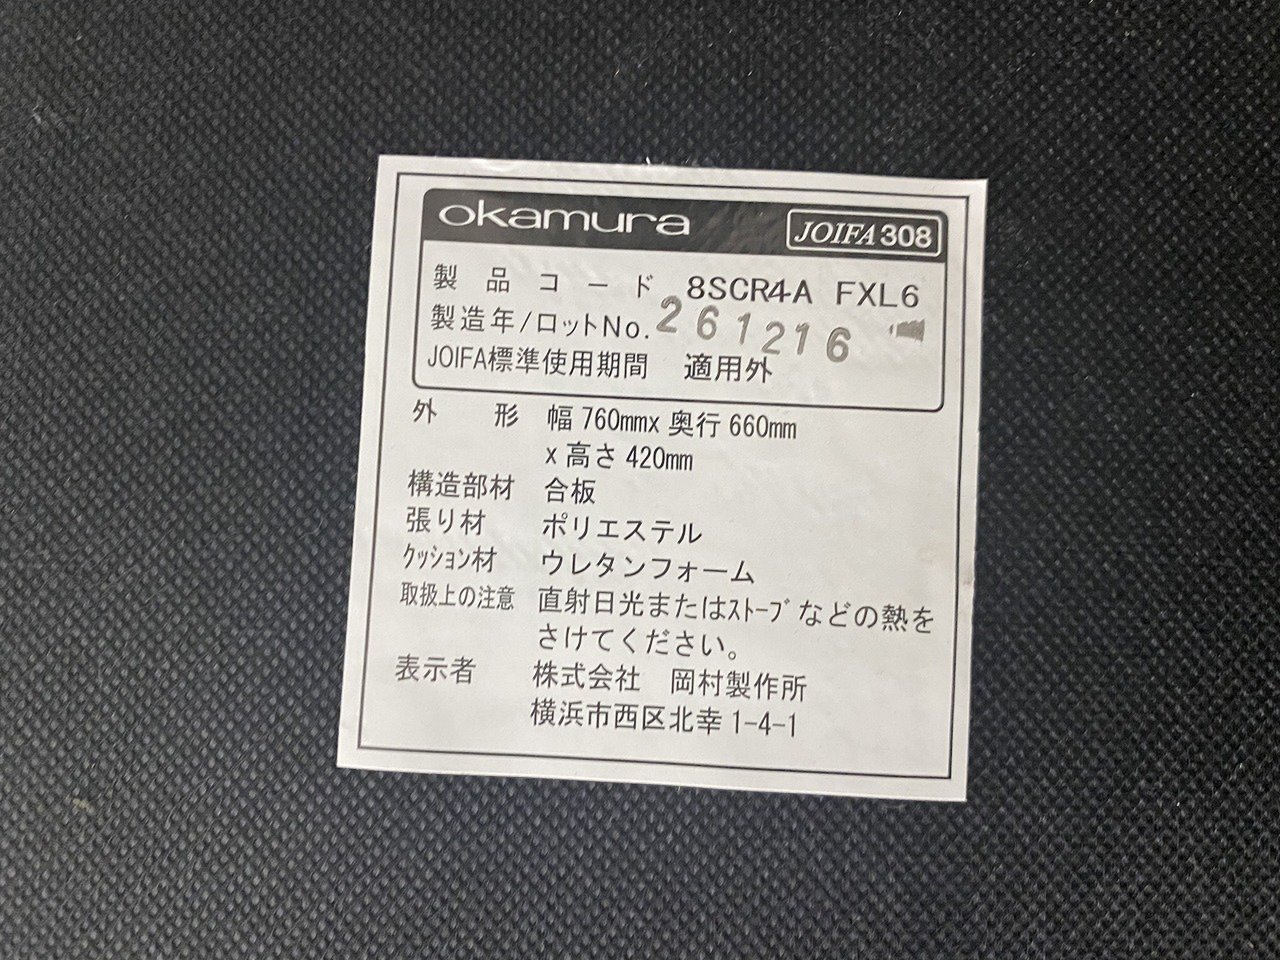 okamura JOIFA308
製品コード 8SCR4A FXL6
製造年/ロットNo. 261216
JOIFA標準使用期間 適用外
外形 幅 760mmx 奥行 660mm
x 高さ 420mm
構造部材 合板
張り材 ポリエステル
ｸｯｼｮﾝ材 ウレタンフォーム
取扱上の注意 直射日光またはｽﾄｰﾌﾞなどの熱を
さけてください。
表示者 株式会社 岡村製作所
横浜市西区北幸 1-4-1